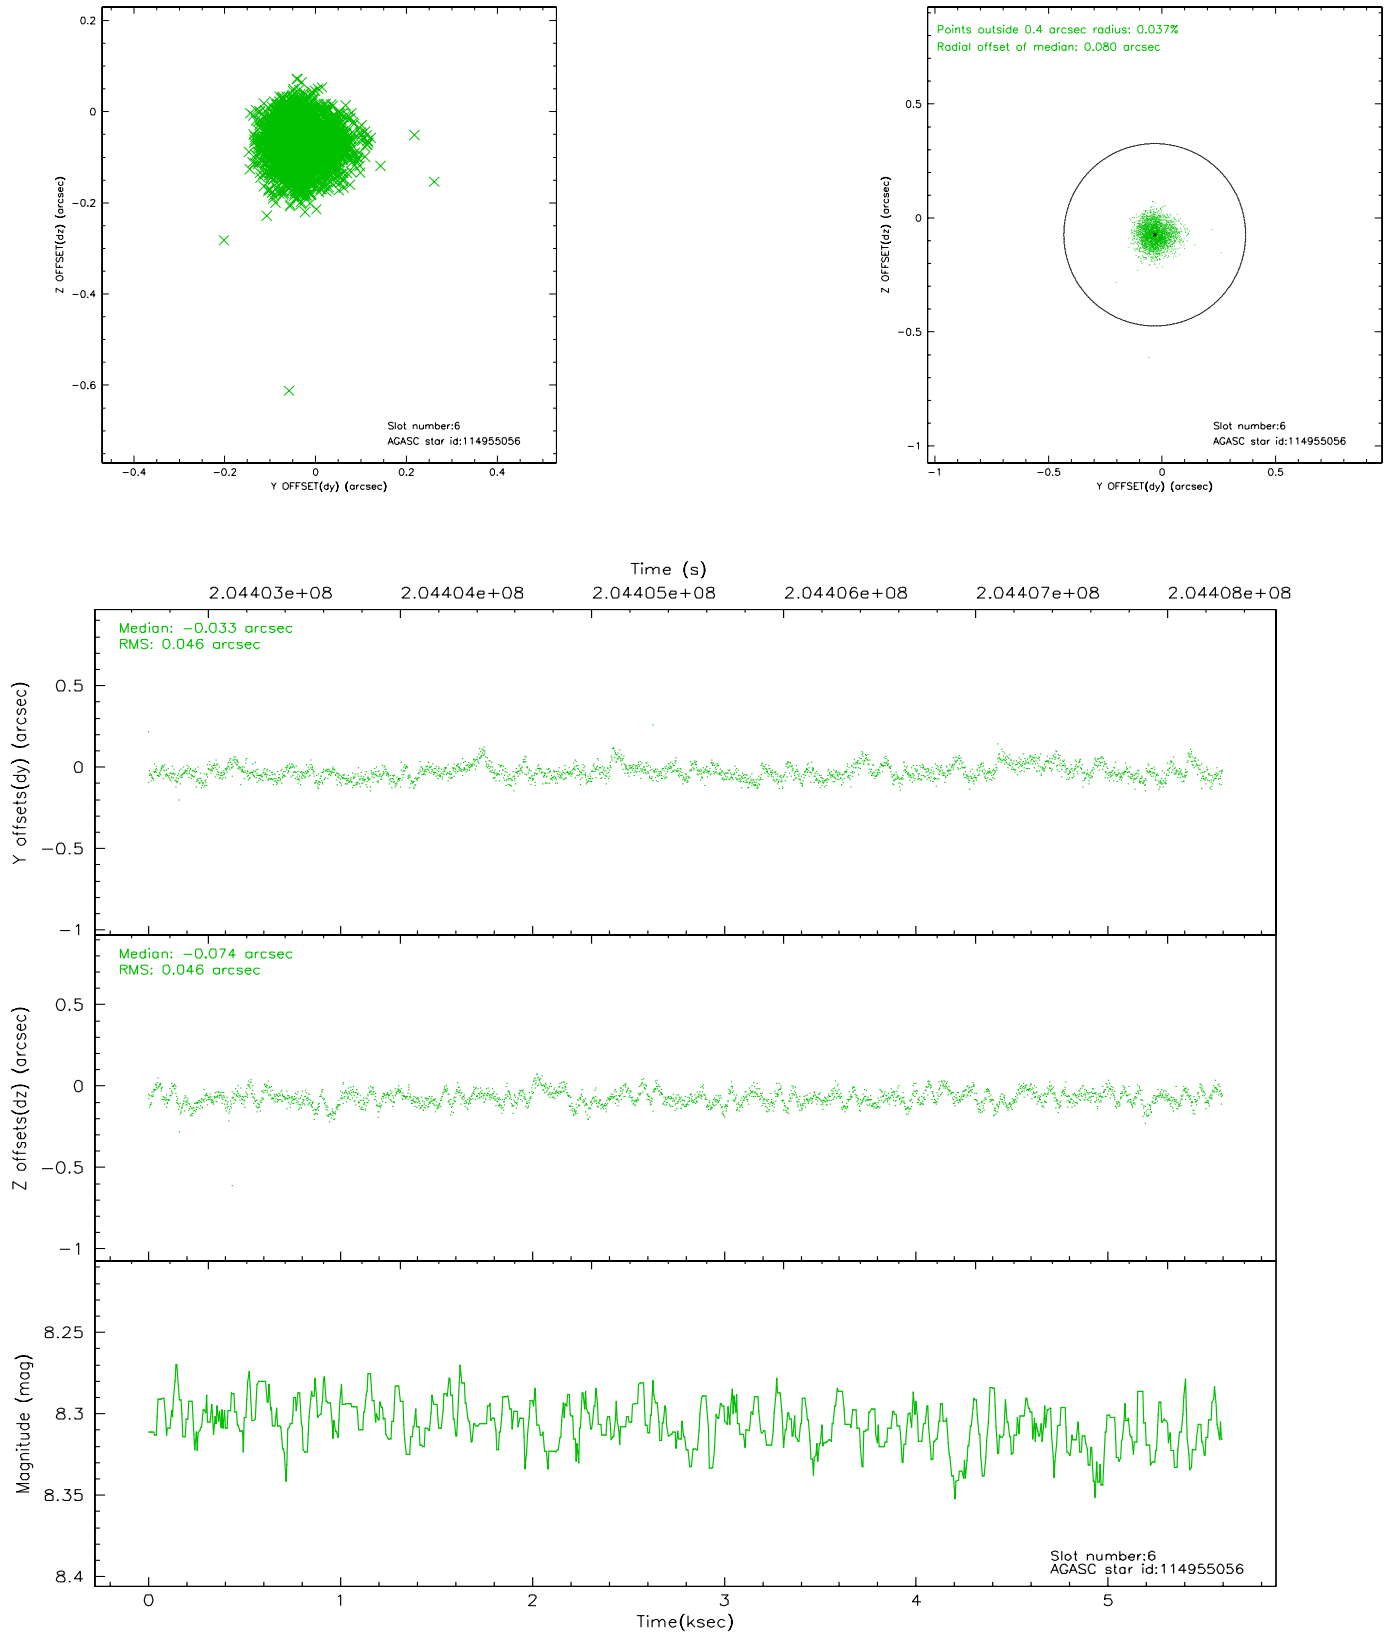 0.2
0
-0.2
-0.4
-0.6
Z OFFSET(dz) (arcsec)
Slot number:6
AGASC star id:114955056
-0.4 -0.2 0 0.2 0.4
Y OFFSET(dy) (arcsec)
Points outside 0.4 arcsec radius: 0.037%
Radial offset of median: 0.080 arcsec
0.5
0
-0.5
-1
Z OFFSET(dz) (arcsec)
Slot number:6
AGASC star id:114955056
-1 -0.5 0 0.5
Y OFFSET(dy) (arcsec)
Time (s)
2.04403e+08 2.04404e+08 2.04405e+08 2.04406e+08 2.04407e+08 2.04408e+08
Median: -0.033 arcsec
RMS: 0.046 arcsec
0.5
0
-0.5
-1
Y offsets(dy) (arcsec)
Median: -0.074 arcsec
RMS: 0.046 arcsec
0.5
0
-0.5
-1
Z offsets(dz) (arcsec)
8.25
8.3
8.35
8.4
Magnitude (mag)
Slot number:6
AGASC star id:114955056
0 1 2 3 4 5
Time(ksec)